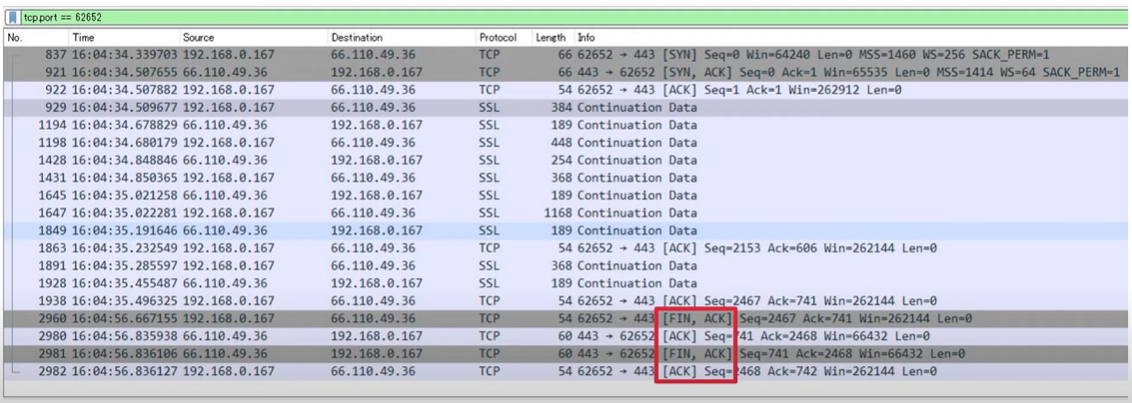 tcp.port == 62652
No. Time Source Destination Protocol Length Info
837 16:04:34.339703 192.168.0.167 66.110.49.36 TCP 66 62652 → 443 [SYN] Seq=0 Win=64240 Len=0 MSS=1460 WS=256 SACK_PERM=1
921 16:04:34.507655 66.110.49.36 192.168.0.167 TCP 66 443 → 62652 [SYN, ACK] Seq=0 Ack=1 Win=65535 Len=0 MSS=1414 WS=64 SACK_PERM=1
922 16:04:34.507882 192.168.0.167 66.110.49.36 TCP 54 62652 → 443 [ACK] Seq=1 Ack=1 Win=262912 Len=0
929 16:04:34.509677 192.168.0.167 66.110.49.36 SSL 384 Continuation Data
1194 16:04:34.678829 66.110.49.36 192.168.0.167 SSL 189 Continuation Data
1198 16:04:34.680179 192.168.0.167 66.110.49.36 SSL 448 Continuation Data
1428 16:04:34.848846 66.110.49.36 192.168.0.167 SSL 254 Continuation Data
1431 16:04:34.850365 192.168.0.167 66.110.49.36 SSL 368 Continuation Data
1645 16:04:35.021258 66.110.49.36 192.168.0.167 SSL 189 Continuation Data
1647 16:04:35.022281 192.168.0.167 66.110.49.36 SSL 1168 Continuation Data
1849 16:04:35.191646 66.110.49.36 192.168.0.167 SSL 189 Continuation Data
1863 16:04:35.232549 192.168.0.167 66.110.49.36 TCP 54 62652 → 443 [ACK] Seq=2153 Ack=606 Win=262144 Len=0
1891 16:04:35.285597 192.168.0.167 66.110.49.36 SSL 368 Continuation Data
1928 16:04:35.455487 66.110.49.36 192.168.0.167 SSL 189 Continuation Data
1938 16:04:35.496325 192.168.0.167 66.110.49.36 TCP 54 62652 → 443 [ACK] Seq=2467 Ack=741 Win=262144 Len=0
2960 16:04:56.667155 192.168.0.167 66.110.49.36 TCP 54 62652 → 443 [FIN, ACK] Seq=2467 Ack=741 Win=262144 Len=0
2980 16:04:56.835938 66.110.49.36 192.168.0.167 TCP 60 443 → 62652 [ACK] Seq=741 Ack=2468 Win=66432 Len=0
2981 16:04:56.836106 66.110.49.36 192.168.0.167 TCP 60 443 → 62652 [FIN, ACK] Seq=741 Ack=2468 Win=66432 Len=0
2982 16:04:56.836127 192.168.0.167 66.110.49.36 TCP 54 62652 → 443 [ACK] Seq=2468 Ack=742 Win=262144 Len=0